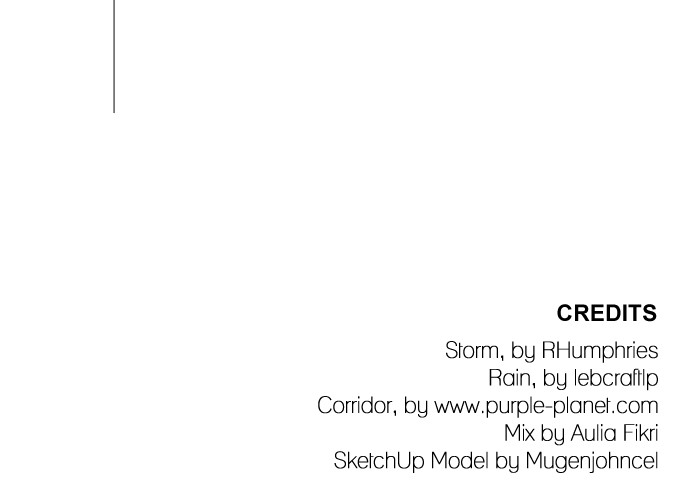 CREDITS
Storm, by RHumphries
Rain, by lebcraftlp
Corridor, by www.purple-planet.com
Mix by Aulia Fikri
SketchUp Model by Mugenjohncel